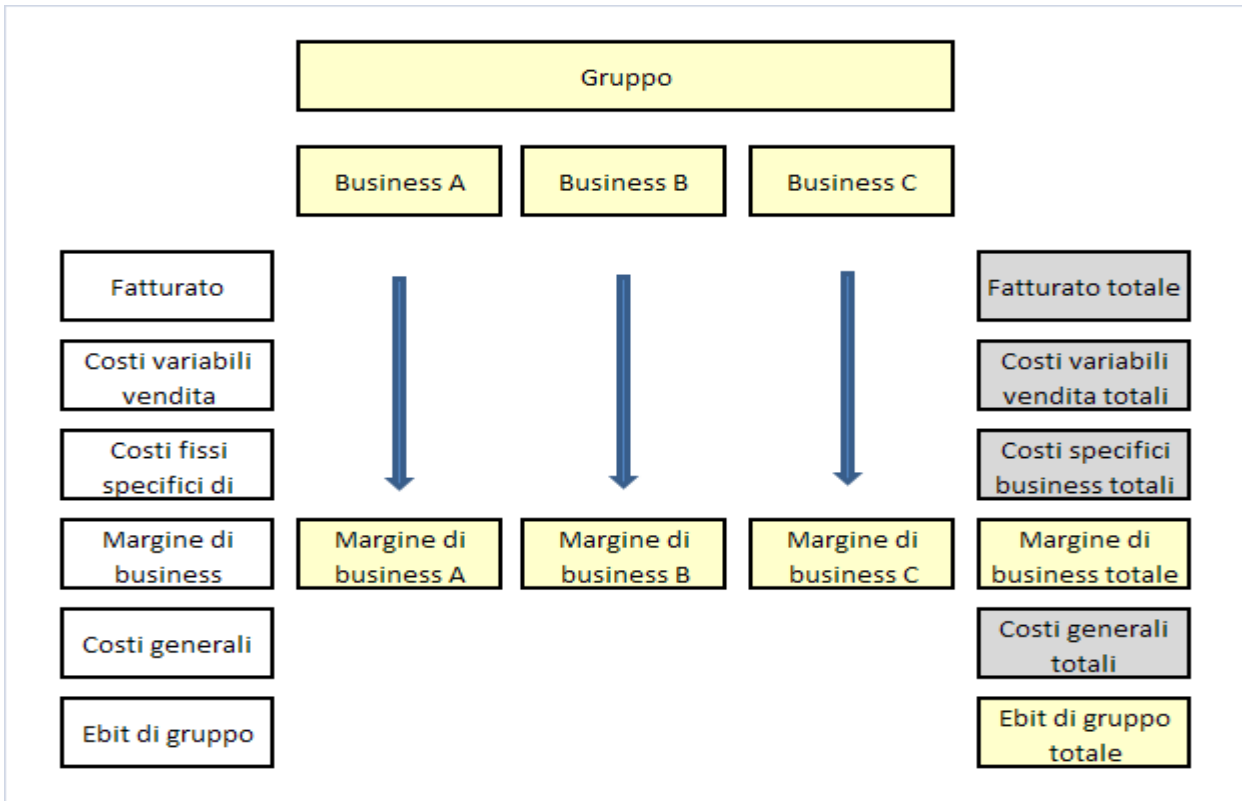 Gruppo
Business A
Business B
Business C
Fatturato
Fatturato totale
Costi variabili
vendita
Costi variabili
vendita totali
Costi fissi
specifici di
Costi specifici
business totali
Margine di
business
Margine di
business A
Margine di
business B
Margine di
business C
Margine di
business totale
Costi generali
Costi generali
totali
Ebit di gruppo
Ebit di gruppo
totale